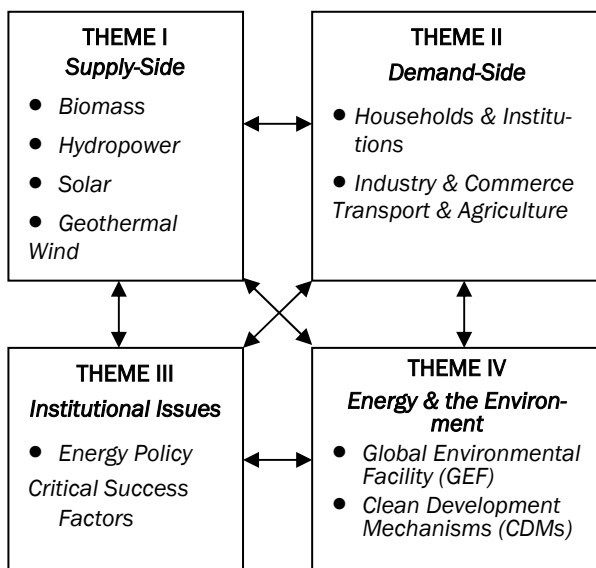 THEME I
Supply-Side
● Biomass
● Hydropower
● Solar
● Geothermal
Wind
THEME II
Demand-Side
● Households & Institu-
tions
● Industry & Commerce
Transport & Agriculture
THEME III
Institutional Issues
● Energy Policy
Critical Success
Factors
THEME IV
Energy & the Environ-
ment
● Global Environmental
Facility (GEF)
● Clean Development
Mechanisms (CDMs)